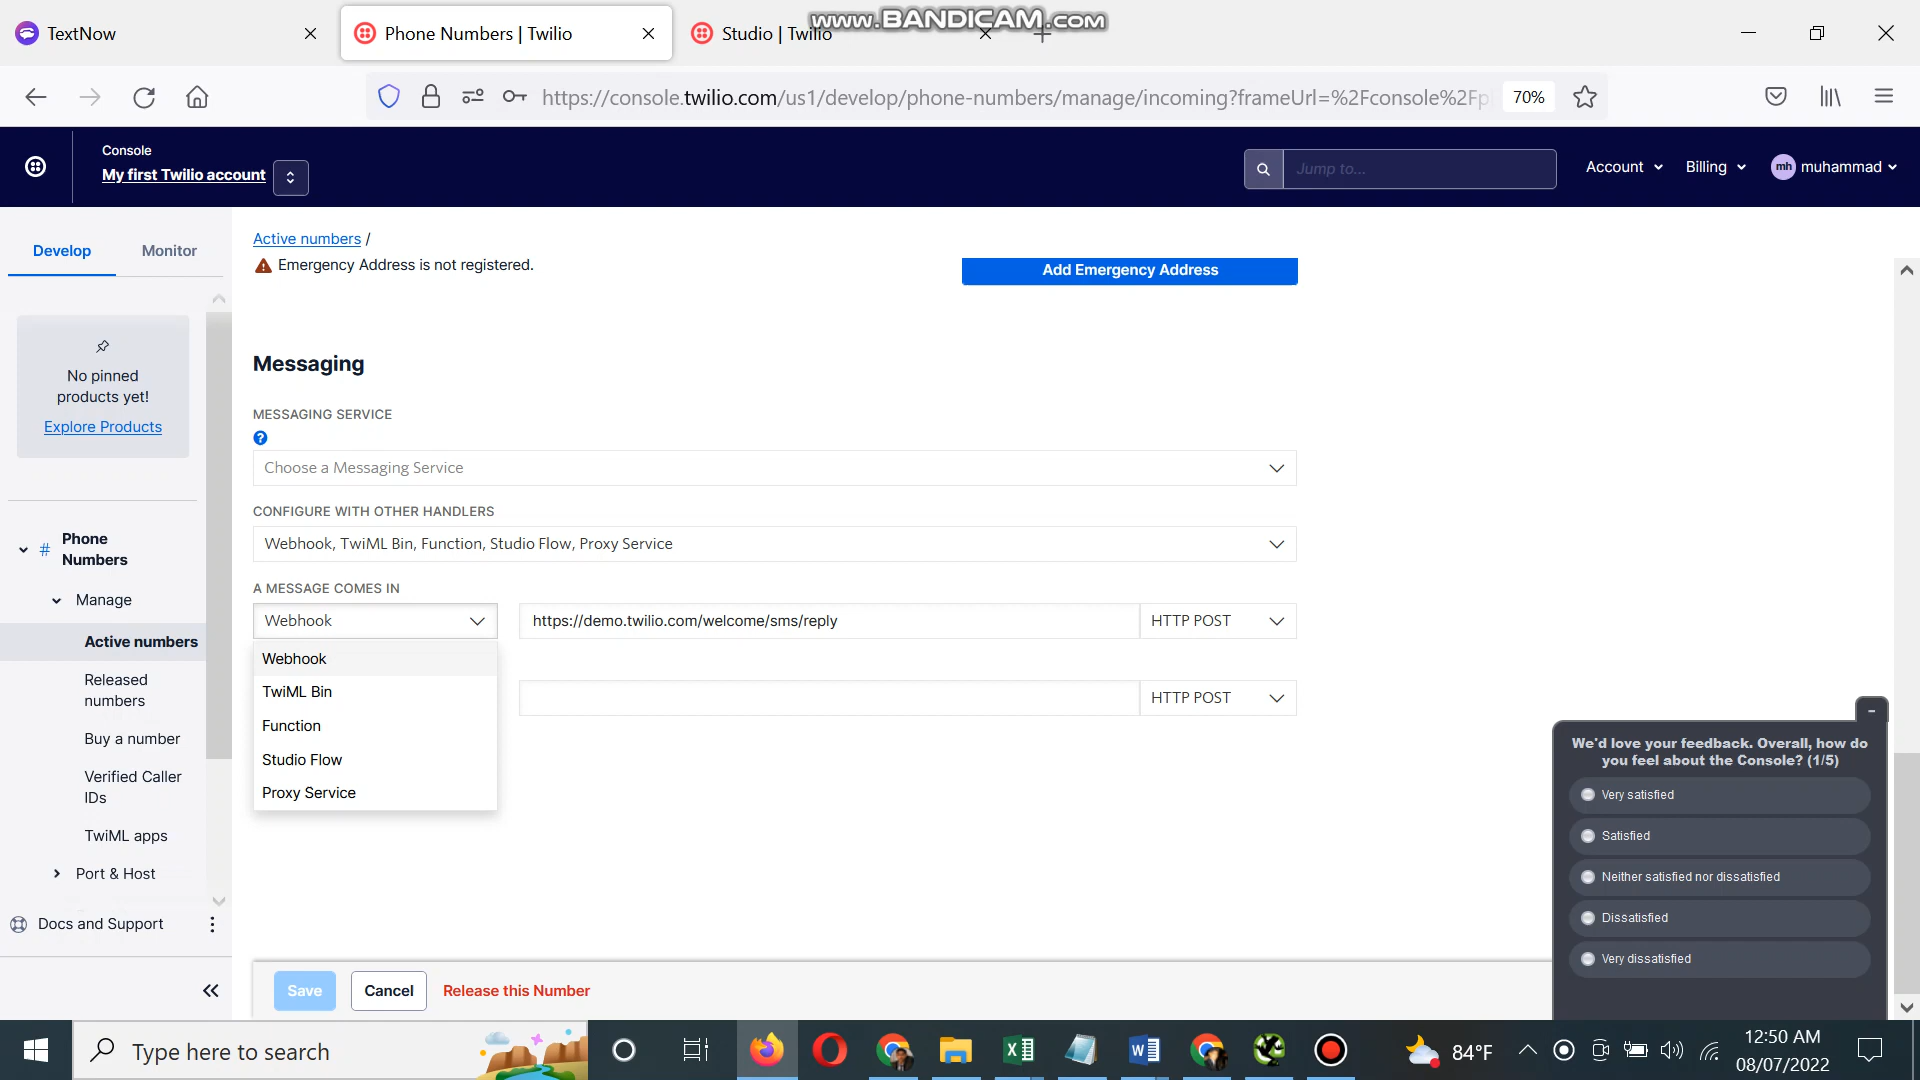 www.BANDICAM.com
TextNow
Phone Numbers | Twilio
Studio | Twilio
https://console.twilio.com/us1/develop/phone-numbers/manage/incoming?frameUrl=%2Fconsole%2Fp
70%
Console
My first Twilio account
Jump to...
Account
Billing
mh
muhammad
Develop
Monitor
No pinned
products yet!
Explore Products
# Phone
Numbers
Manage
Active numbers
Released
numbers
Buy a number
Verified Caller
IDs
TwiML apps
Port & Host
Docs and Support
Active numbers /
Emergency Address is not registered.
Add Emergency Address
Messaging
MESSAGING SERVICE
?
Choose a Messaging Service
CONFIGURE WITH OTHER HANDLERS
Webhook, TwiML Bin, Function, Studio Flow, Proxy Service
A MESSAGE COMES IN
Webhook
https://demo.twilio.com/welcome/sms/reply
HTTP POST
Webhook
TwiML Bin
Function
Studio Flow
Proxy Service
HTTP POST
We'd love your feedback. Overall, how do
you feel about the Console? (1/5)
Very satisfied
Satisfied
Neither satisfied nor dissatisfied
Dissatisfied
Very dissatisfied
Save
Cancel
Release this Number
Type here to search
84°F
12:50 AM
08/07/2022